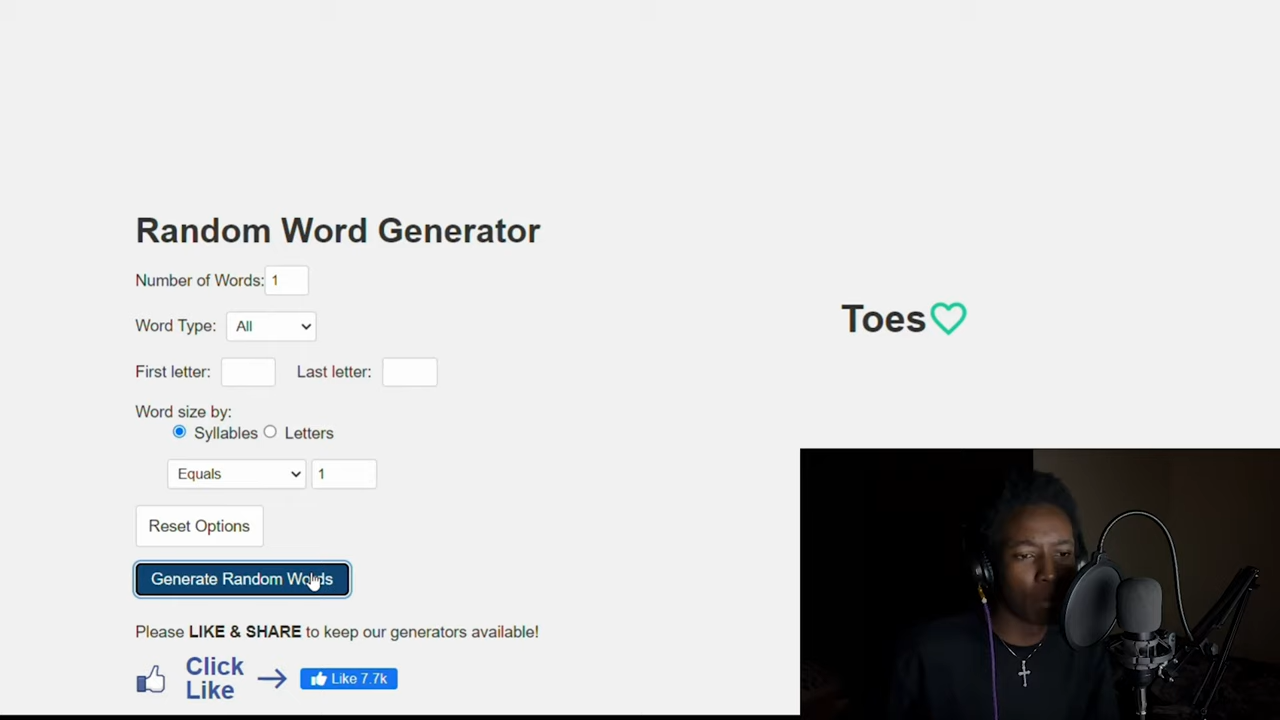 Random Word Generator
Number of Words: 1
Word Type: All
First letter: Last letter:
Word size by:
Syllables Letters
Equals 1
Reset Options
Generate Random Words
Please LIKE & SHARE to keep our generators available!
Click
Like
Like 7.7k
Toes